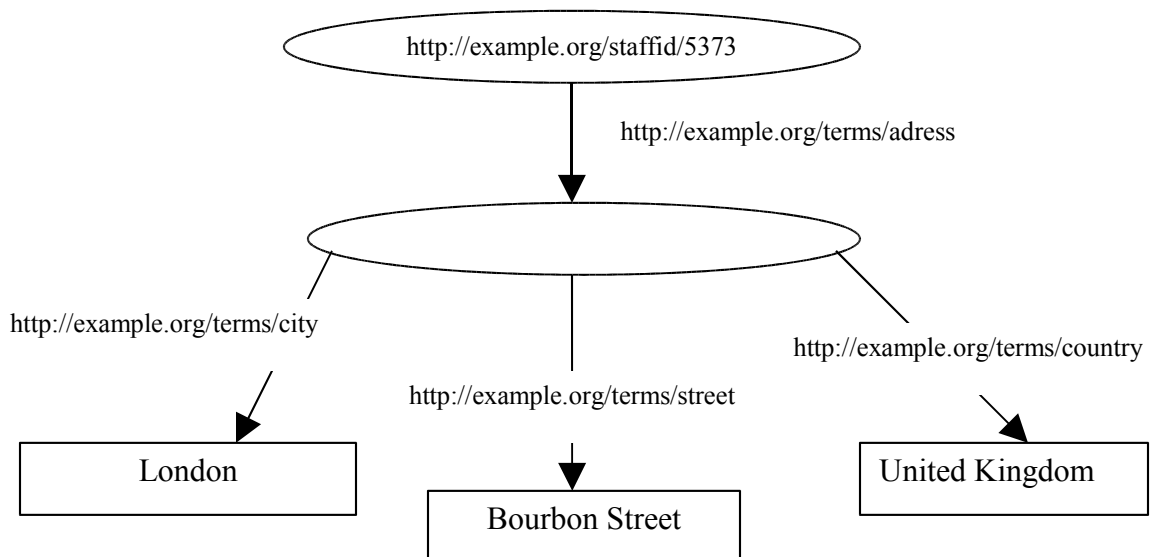 http://example.org/staffid/5373
http://example.org/terms/adress
http://example.org/terms/city
http://example.org/terms/country
http://example.org/terms/street
London
United Kingdom
Bourbon Street